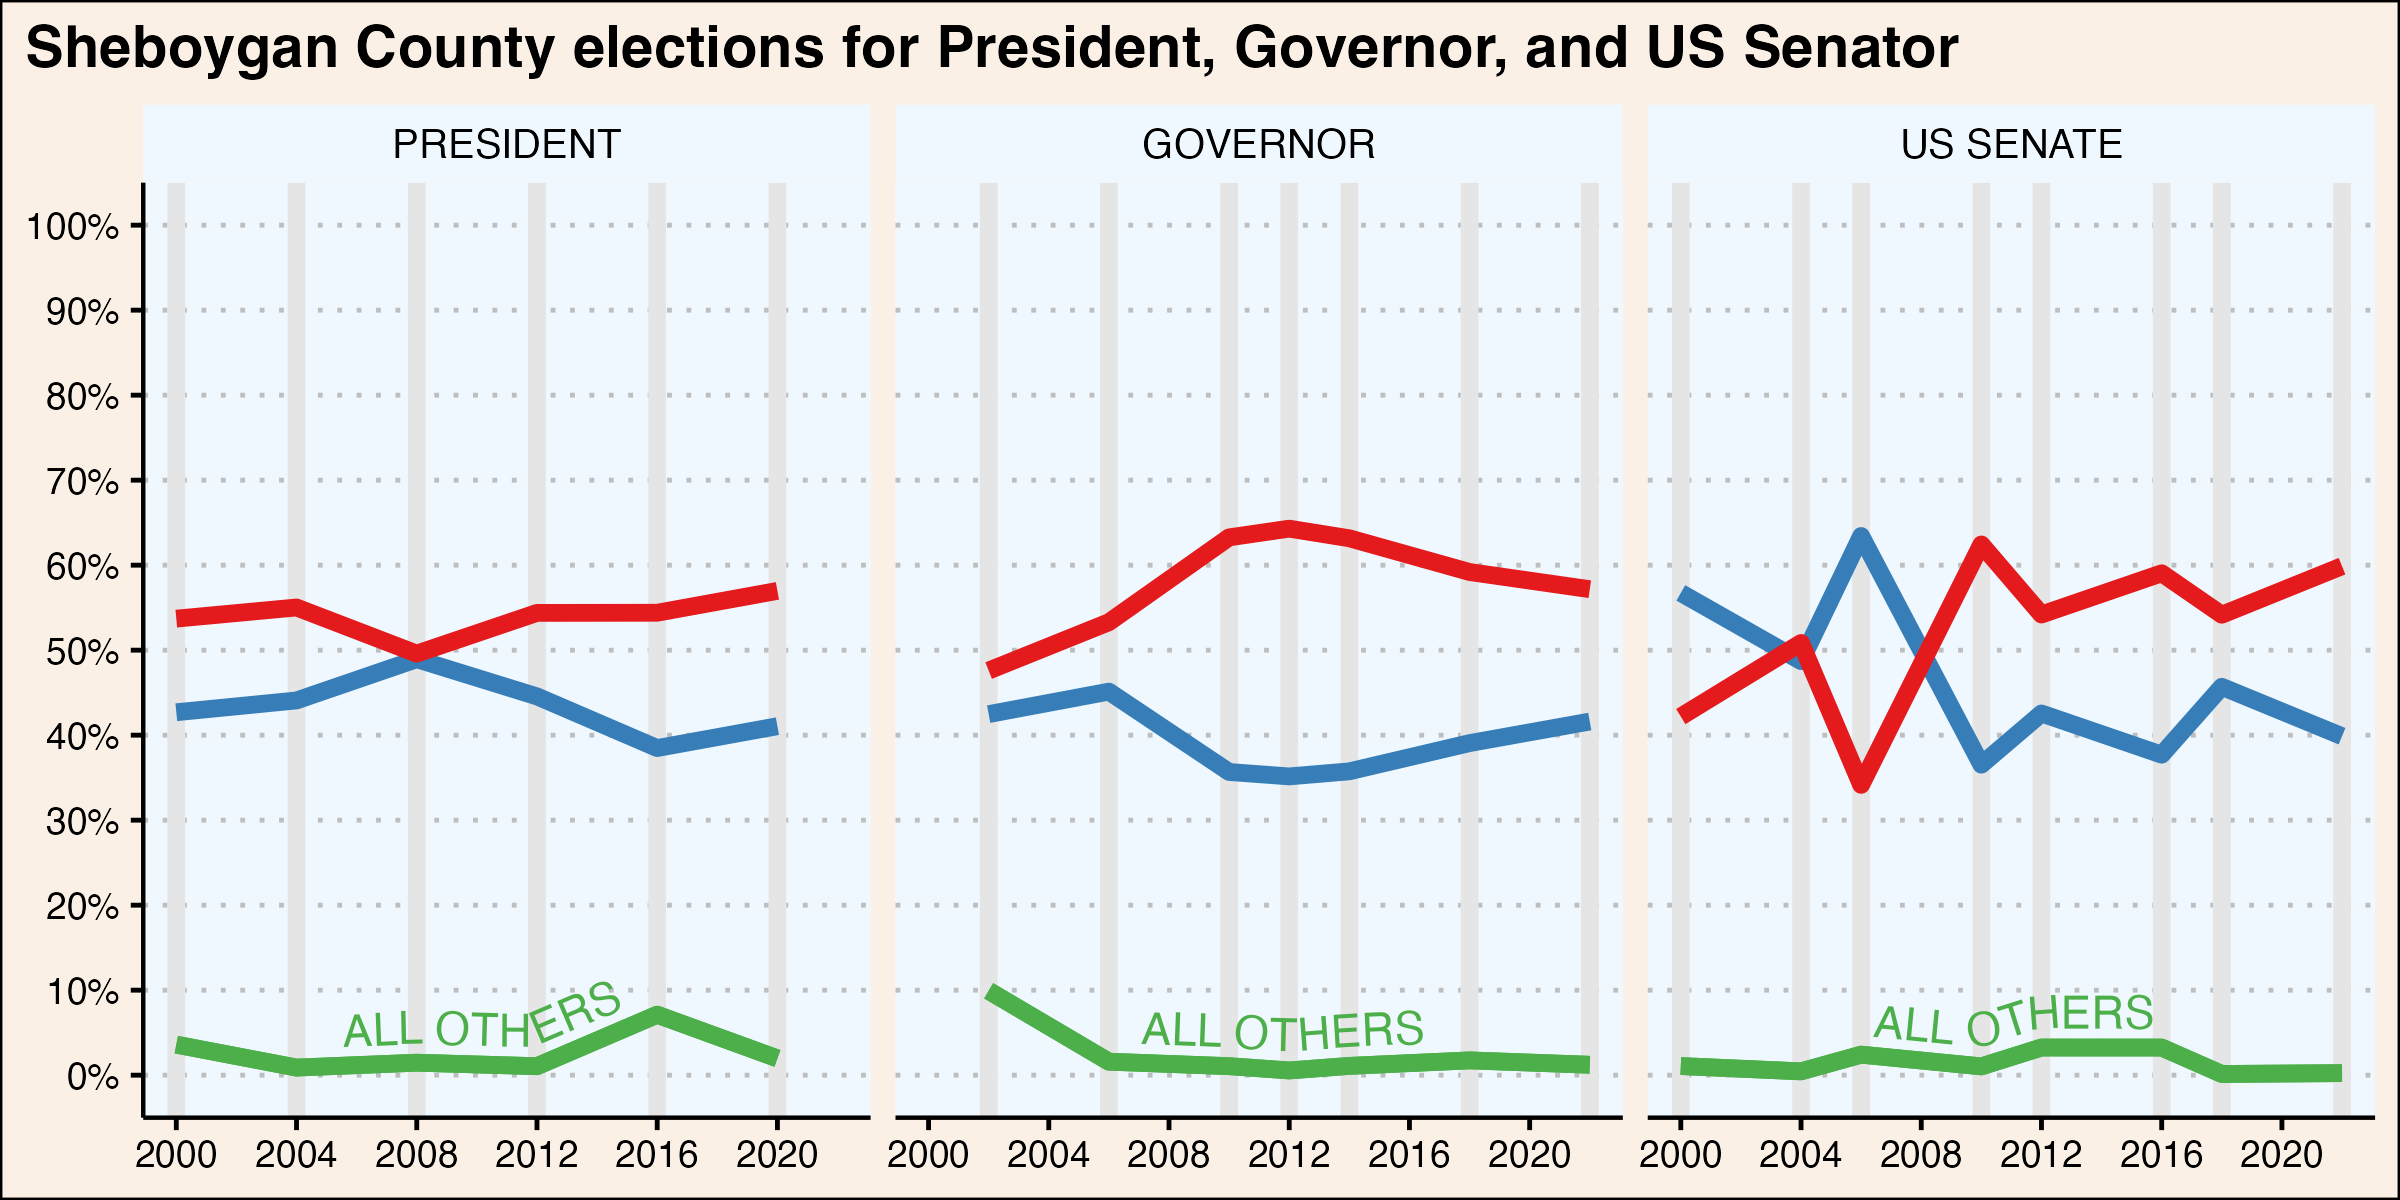 Sheboygan County elections for President, Governor, and US Senator
PRESIDENT GOVERNOR US SENATE
100%
90%
80%
70%
60%
50%
40%
30%
20%
10%
0%
ALL OTHERS ALL OTHERS ALL OTHERS
2000 2004 2008 2012 2016 2020 2000 2004 2008 2012 2016 2020 2000 2004 2008 2012 2016 2020